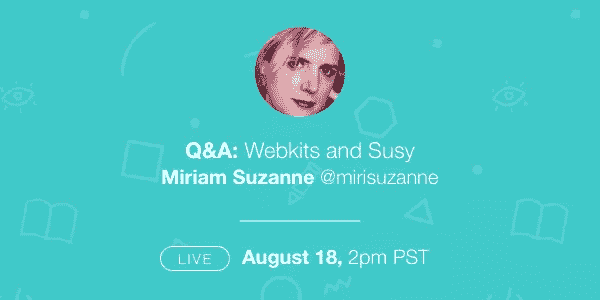 Q&A: Webkits and Susy
Miriam Suzanne @mirisuzanne
LIVE August 18, 2pm PST